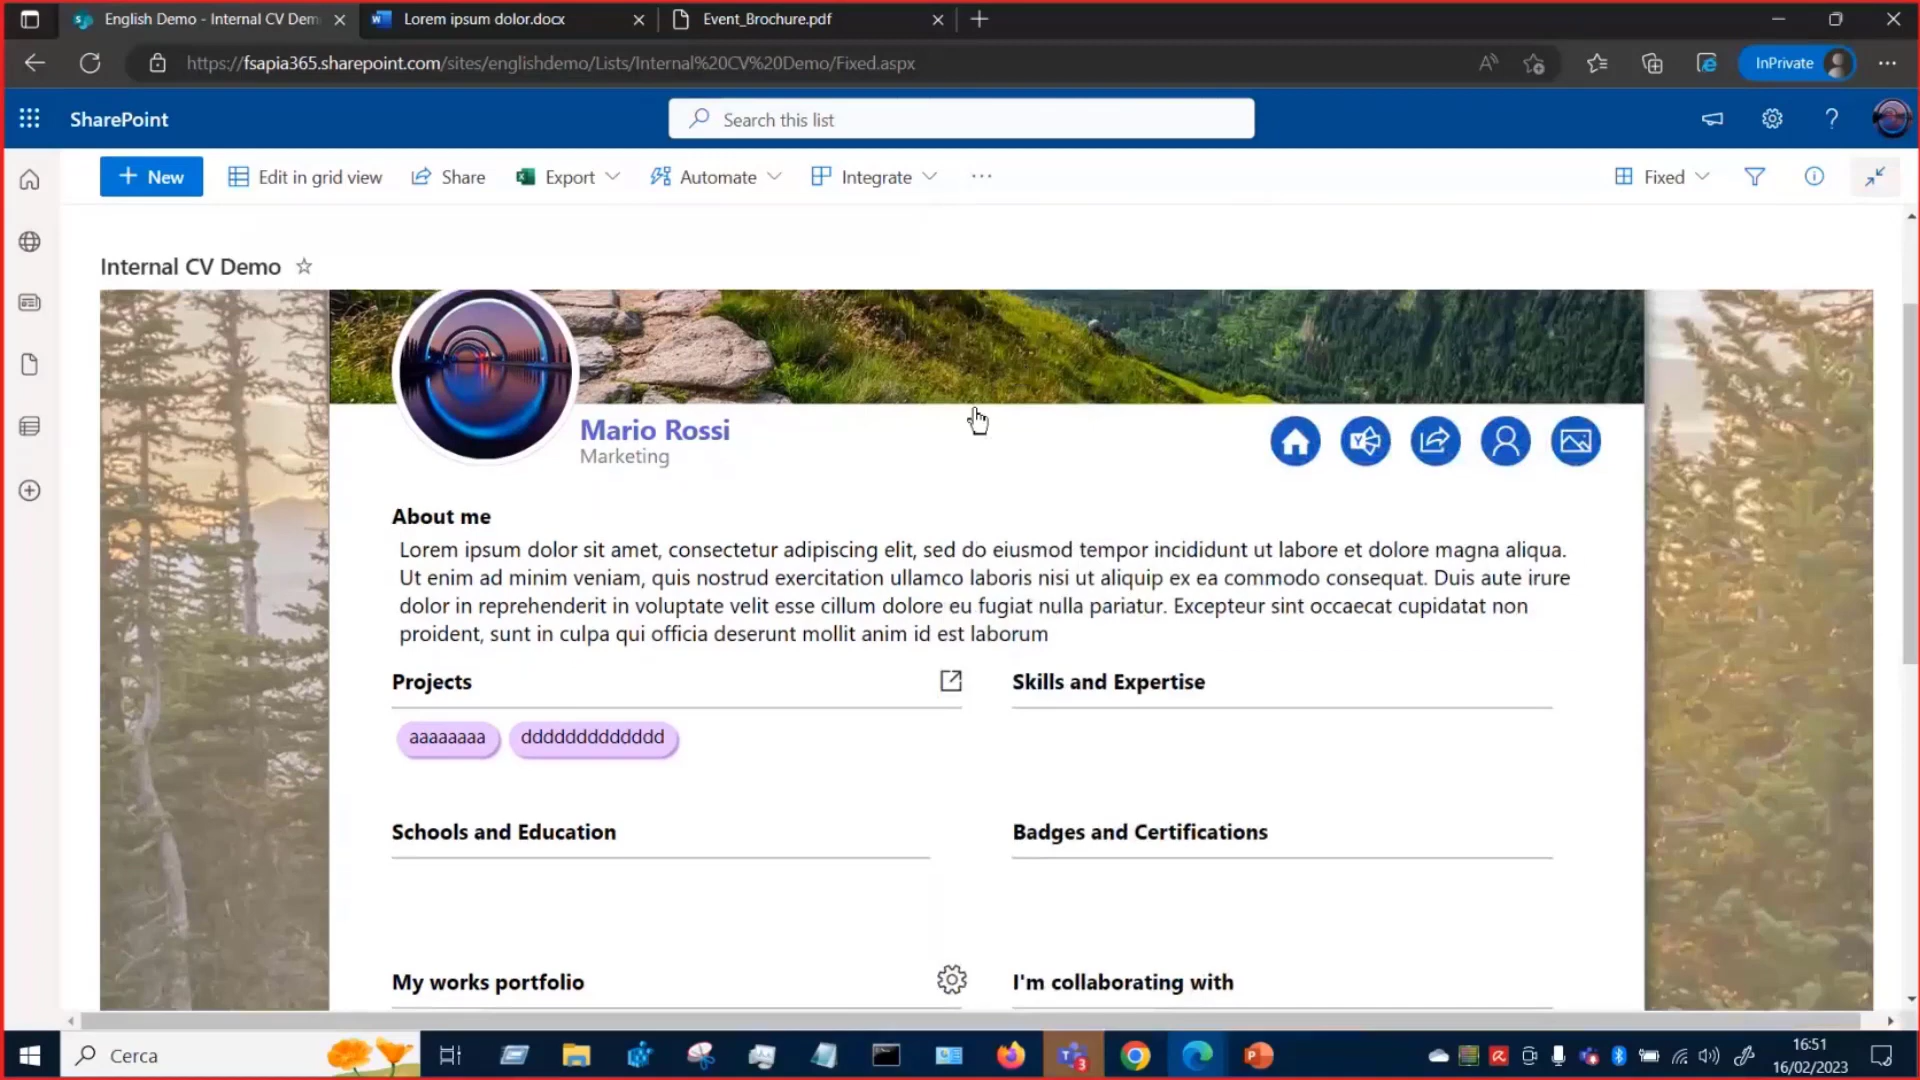 English Demo - Internal CV Dem
Lorem ipsum dolor.docx
Event_Brochure.pdf
https://fsapia365.sharepoint.com/sites/englishdemo/Lists/Internal%20CV%20Demo/Fixed.aspx
InPrivate
SharePoint
Search this list
New
Edit in grid view
Share
Export
Automate
Integrate
Fixed
Internal CV Demo
Mario Rossi
Marketing
About me
Lorem ipsum dolor sit amet, consectetur adipiscing elit, sed do eiusmod tempor incididunt ut labore et dolore magna aliqua.
Ut enim ad minim veniam, quis nostrud exercitation ullamco laboris nisi ut aliquip ex ea commodo consequat. Duis aute irure
dolor in reprehenderit in voluptate velit esse cillum dolore eu fugiat nulla pariatur. Excepteur sint occaecat cupidatat non
proident, sunt in culpa qui officia deserunt mollit anim id est laborum
Projects
Skills and Expertise
aaaaaaaa
ddddddddddddd
Schools and Education
Badges and Certifications
My works portfolio
I'm collaborating with
Cerca
3
16:51
16/02/2023